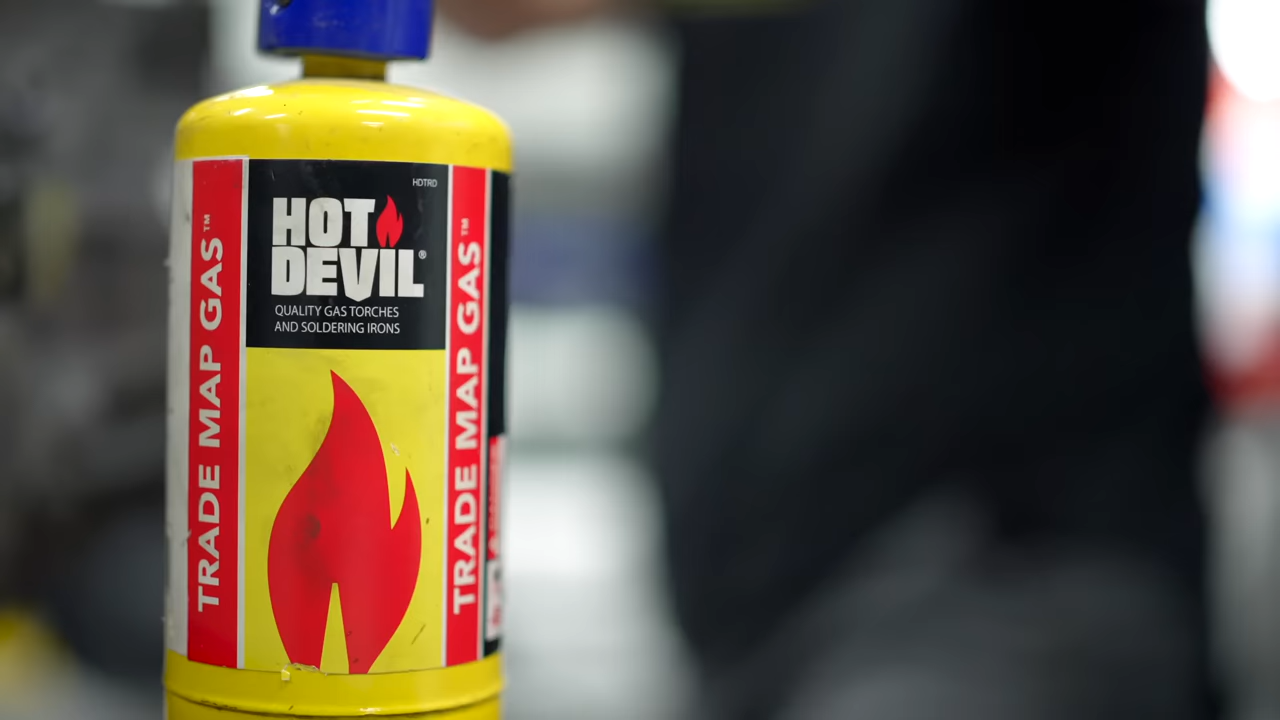 HDTRD
HOT
DEVIL®
QUALITY GAS TORCHES
AND SOLDERING IRONS
TRADE MAP GAS™
TRADE MAP GAS™